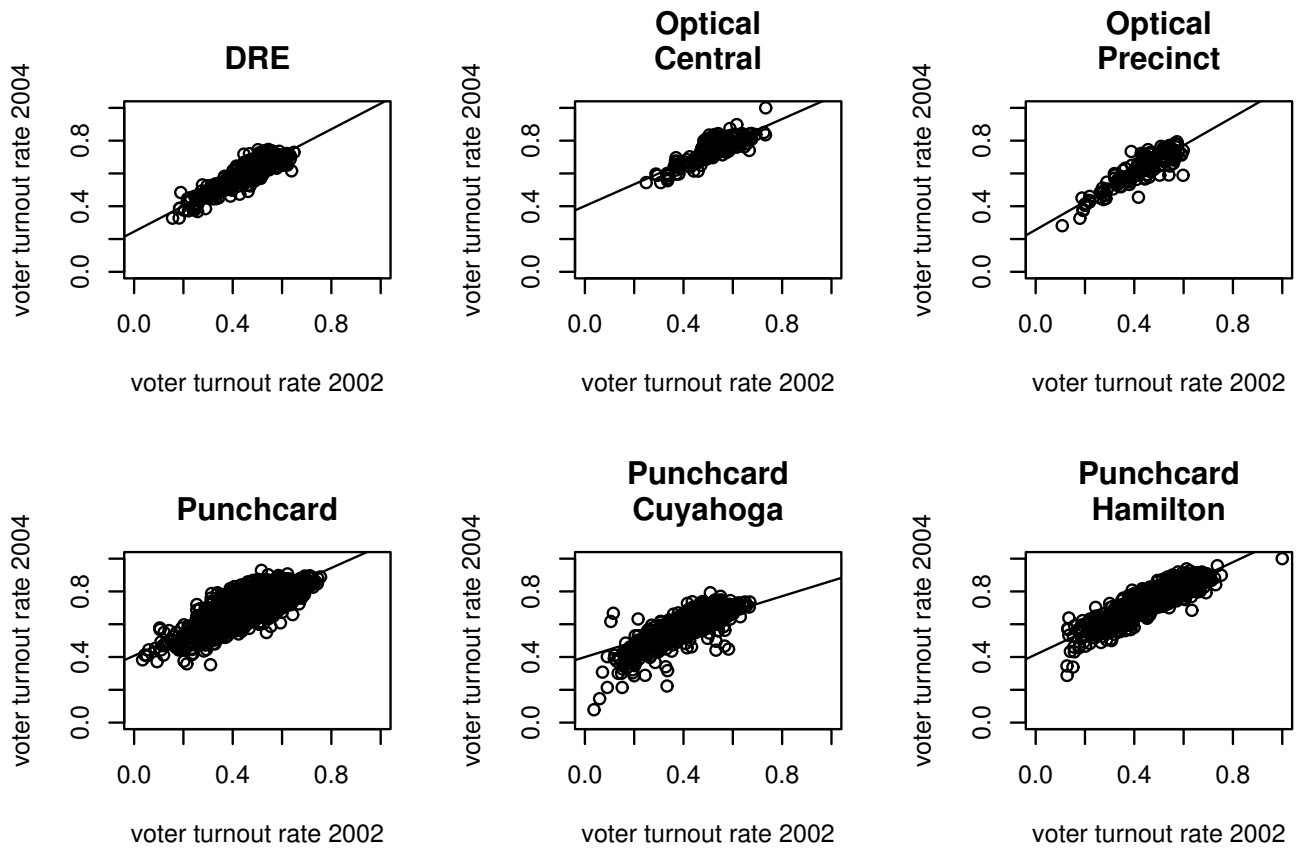 DRE
voter turnout rate 2004
0.0 0.4 0.8
0.0 0.4 0.8
voter turnout rate 2002
Optical
Central
voter turnout rate 2004
0.0 0.4 0.8
0.0 0.4 0.8
voter turnout rate 2002
Optical
Precinct
voter turnout rate 2004
0.0 0.4 0.8
0.0 0.4 0.8
voter turnout rate 2002
Punchcard
voter turnout rate 2004
0.0 0.4 0.8
0.0 0.4 0.8
voter turnout rate 2002
Punchcard
Cuyahoga
voter turnout rate 2004
0.0 0.4 0.8
0.0 0.4 0.8
voter turnout rate 2002
Punchcard
Hamilton
voter turnout rate 2004
0.0 0.4 0.8
0.0 0.4 0.8
voter turnout rate 2002